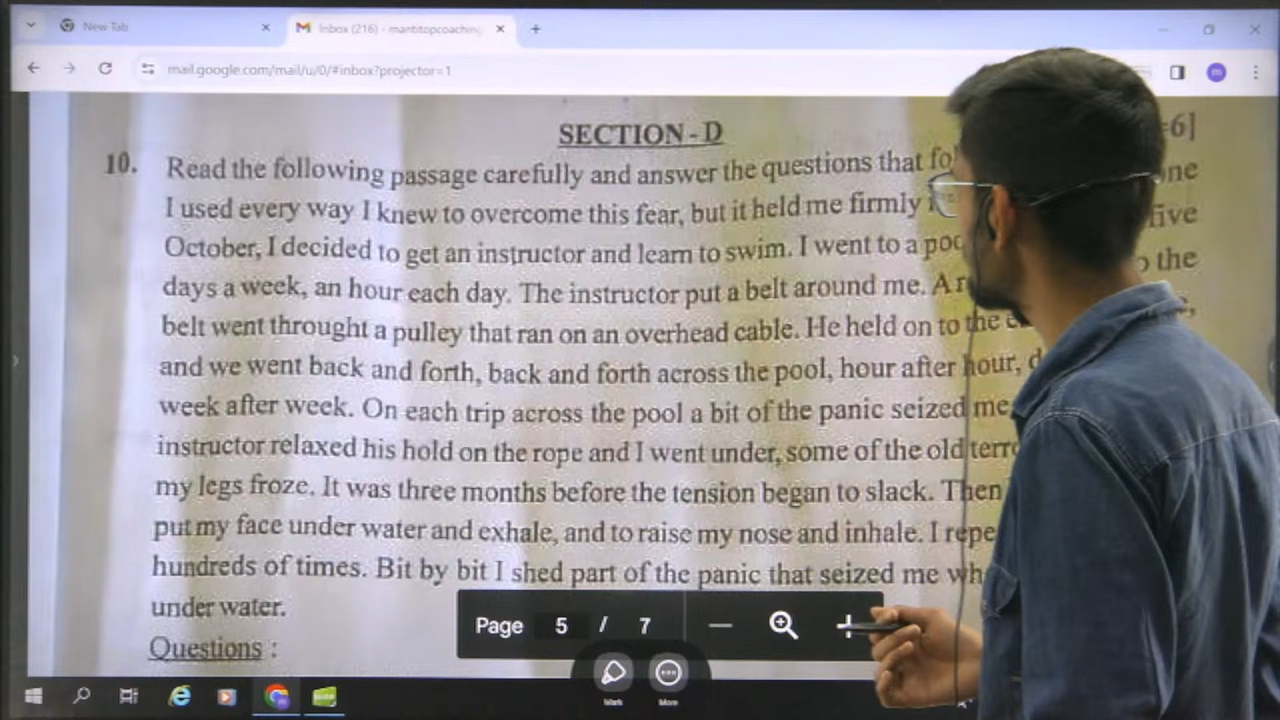 New Tab
Inbox (216) - mantitopcoaching
mail.google.com/mail/u/0/#inbox?projector=1
m
SECTION - D
6]
10. Read the following passage carefully and answer the questions that
I used every way I knew to overcome this fear, but it held me firmly
October, I decided to get an instructor and learn to swim. I went to a five
days a week, an hour each day. The instructor put a belt around me. A the
belt went throught a pulley that ran on an overhead cable. He held on to the
and we went back and forth, back and forth across the pool, hour after hour,
week after week. On each trip across the pool a bit of the panic seized me
instructor relaxed his hold on the rope and I went under, some of the old
my legs froze. It was three months before the tension began to slack. Then
put my face under water and exhale, and to raise my nose and inhale. I
hundreds of times. Bit by bit I shed part of the panic that seized me
under water.
Questions :
Page 5 / 7
Mark
More